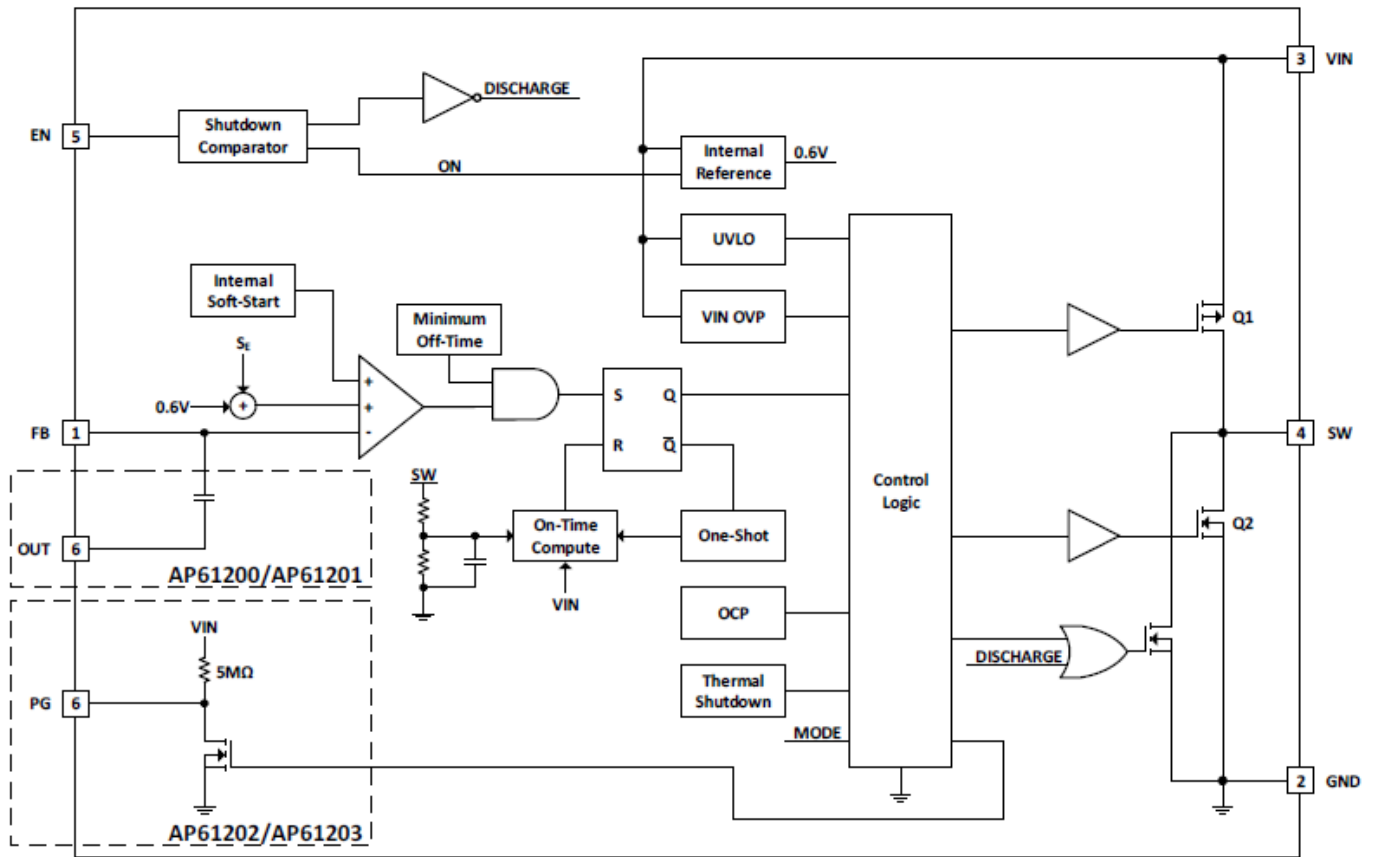 3 VIN
DISCHARGE
EN 5
Shutdown
Comparator
ON
Internal
Reference
0.6V
UVLO
Internal
Soft-Start
VIN OVP
Minimum
Off-Time
Q1
SE
+
+
0.6V
+
-
S Q
FB 1
4 SW
R Q̅
SW
Control
Logic
On-Time
Compute
One-Shot
Q2
OUT 6
AP61200/AP61201
VIN
OCP
VIN
5MΩ
DISCHARGE
PG 6
Thermal
Shutdown
MODE
2 GND
AP61202/AP61203